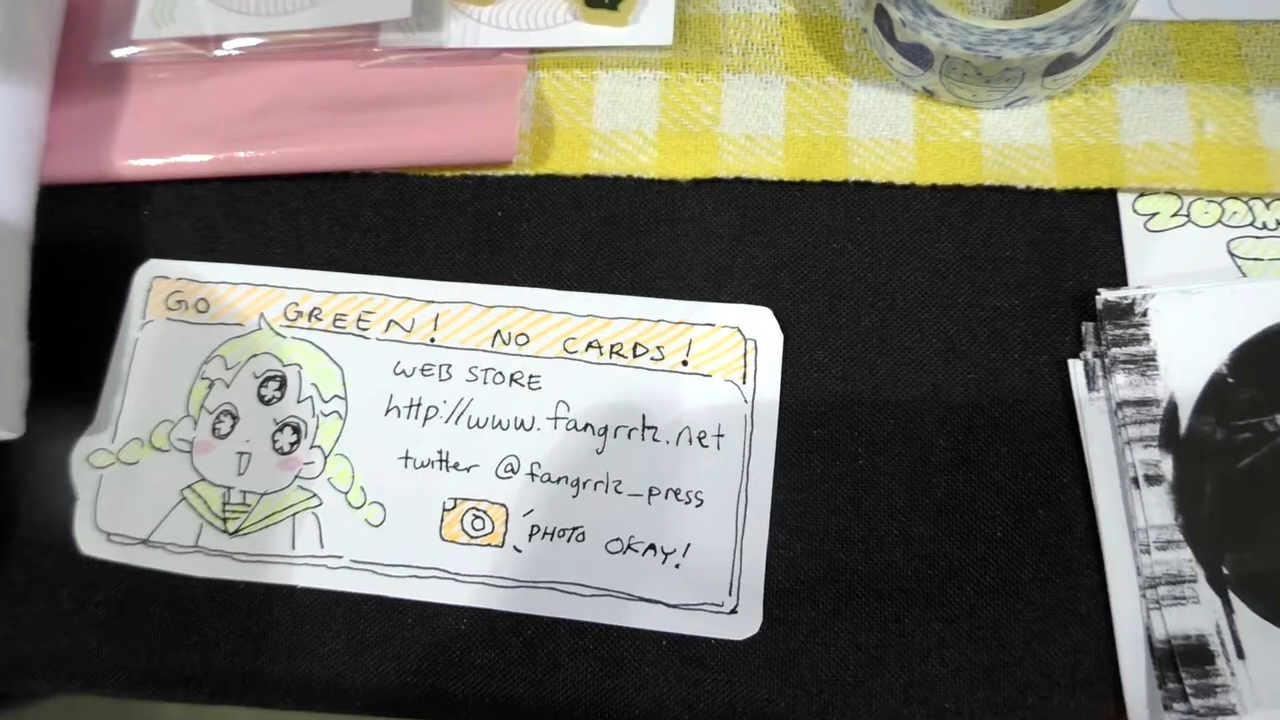 GO GREEN! NO CARDS!
WEB STORE
http://www.fangrrlz.net
twitter @fangrrlz_press
PHOTO OKAY!